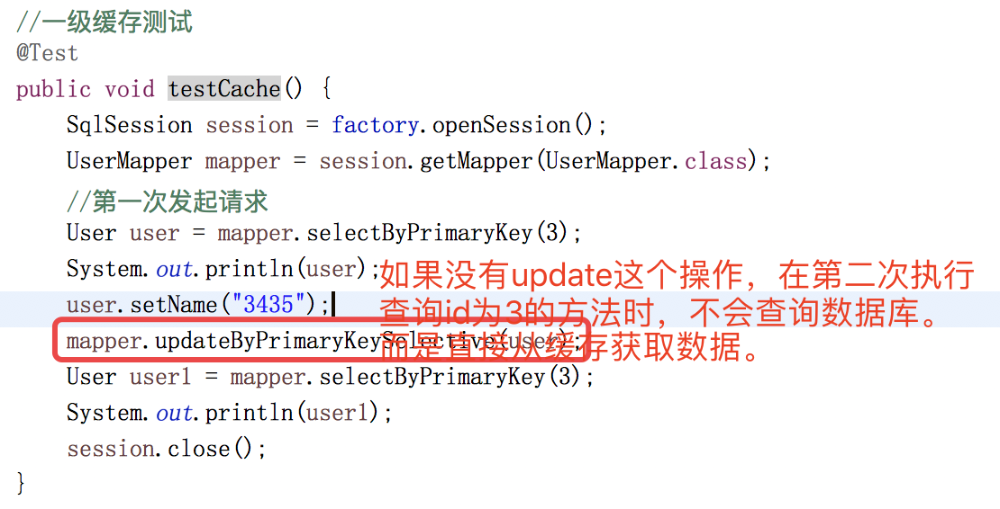 //一级缓存测试
@Test
public void testCache() {
SqlSession session = factory.openSession();
UserMapper mapper = session.getMapper(UserMapper.class);
//第一次发起请求
User user = mapper.selectByPrimaryKey(3);
System.out.println(user);
如果没有update这个操作，在第二次执行
user.setName("3435");
查询id为3的方法时，不会查询数据库。
mapper.updateByPrimaryKeySelective(user);
而是直接从缓存获取数据。
User user1 = mapper.selectByPrimaryKey(3);
System.out.println(user1);
session.close();
}